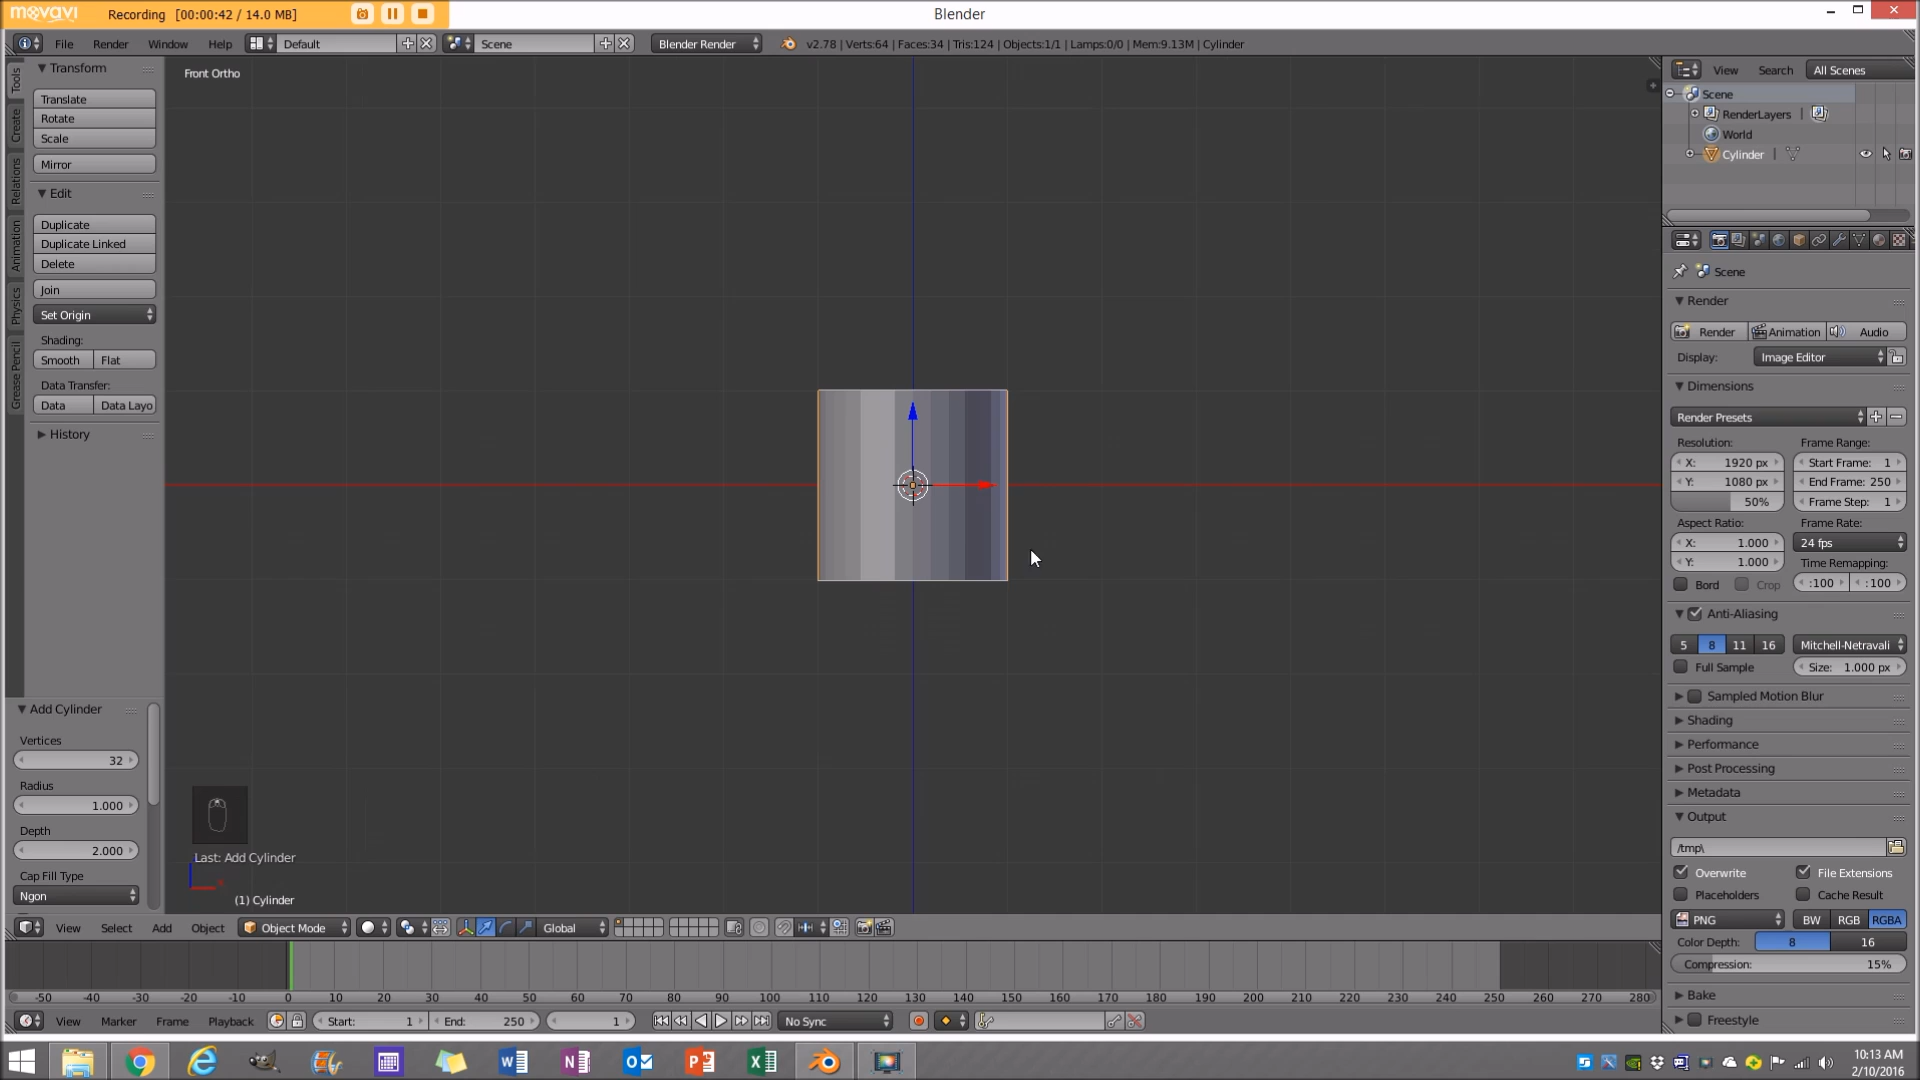 movavi
Recording [00:00:42 / 14.0 MB]
Blender
File Render Window Help Default Scene Blender Render v2.78 | Verts:64 | Faces:34 | Tris:124 | Objects:1/1 | Lamps:0/0 | Mem:9.13M | Cylinder
Tools
Create
Relations
Animation
Physics
Grease Pencil
Transform
Translate
Rotate
Scale
Mirror
Edit
Duplicate
Duplicate Linked
Delete
Join
Set Origin
Shading:
Smooth Flat
Data Transfer:
Data Data Layo
History
Add Cylinder
Vertices
32
Radius
1.000
Depth
2.000
Cap Fill Type
Ngon
Front Ortho
Last: Add Cylinder
(1) Cylinder
View Search All Scenes
Scene
RenderLayers |
World
Cylinder |
Scene
Render
Render Animation Audio
Display: Image Editor
Dimensions
Render Presets
Resolution: Frame Range:
X: 1920 px Start Frame: 1
Y: 1080 px End Frame: 250
50% Frame Step: 1
Aspect Ratio: Frame Rate:
X: 1.000 24 fps
Y: 1.000 Time Remapping:
Bord Crop :100 :100
Anti-Aliasing
5 8 11 16 Mitchell-Netravali
Full Sample Size: 1.000 px
Sampled Motion Blur
Shading
Performance
Post Processing
Metadata
Output
/tmp\
Overwrite File Extensions
Placeholders Cache Result
PNG BW RGB RGBA
Color Depth: 8 16
Compression: 15%
Bake
Freestyle
View Select Add Object Object Mode Global
-50 -40 -30 -20 -10 0 10 20 30 40 50 60 70 80 90 100 110 120 130 140 150 160 170 180 190 200 210 220 230 240 250 260 270 280
View Marker Frame Playback Start: 1 End: 250 1 No Sync
10:13 AM
2/10/2016